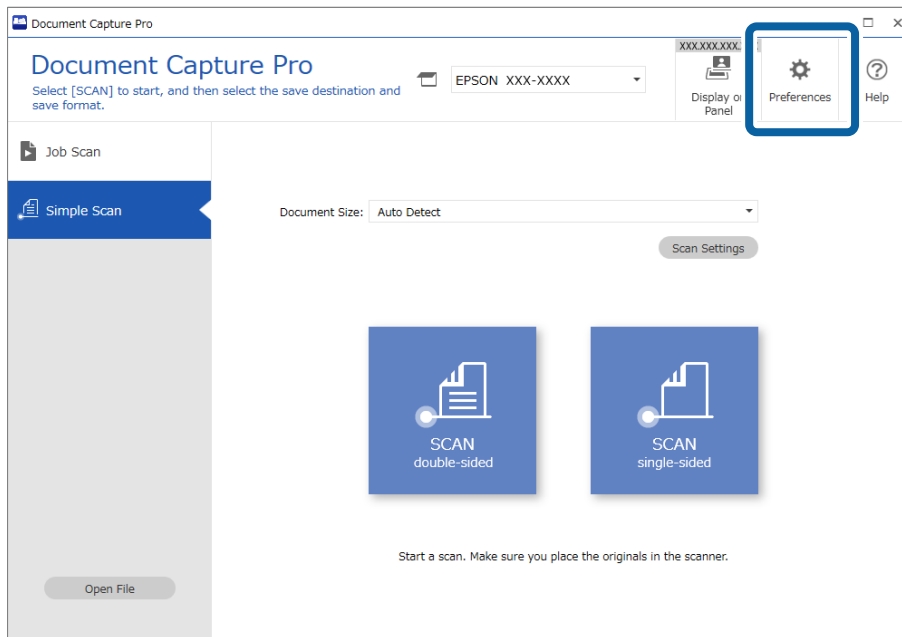 Document Capture Pro
Document Capture Pro
Select [SCAN] to start, and then select the save destination and
save format.
EPSON XXX-XXXX
XXX.XXX.XXX.
Display o
Panel
Preferences
Help
Job Scan
Simple Scan
Document Size:
Auto Detect
Scan Settings
SCAN
double-sided
SCAN
single-sided
Start a scan. Make sure you place the originals in the scanner.
Open File